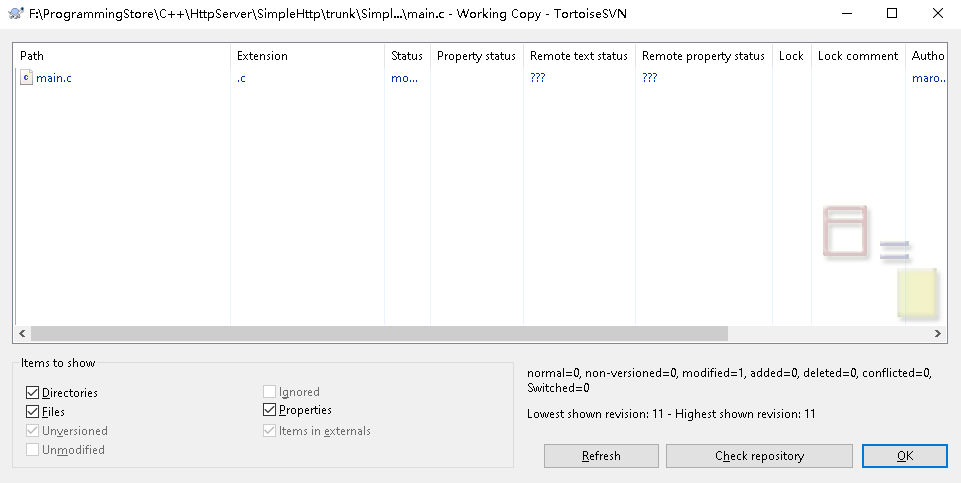 F:\ProgrammingStore\C++\HttpServer\SimpleHttp\trunk\Simpl...\main.c - Working Copy - TortoiseSVN
Path Extension Status Property status Remote text status Remote property status Lock Lock comment Autho
main.c .c mo... ??? ??? maro..
Items to show
Directories
Files
Unversioned
Unmodified
Ignored
Properties
Items in externals
normal=0, non-versioned=0, modified=1, added=0, deleted=0, conflicted=0,
Switched=0
Lowest shown revision: 11 - Highest shown revision: 11
Refresh Check repository OK